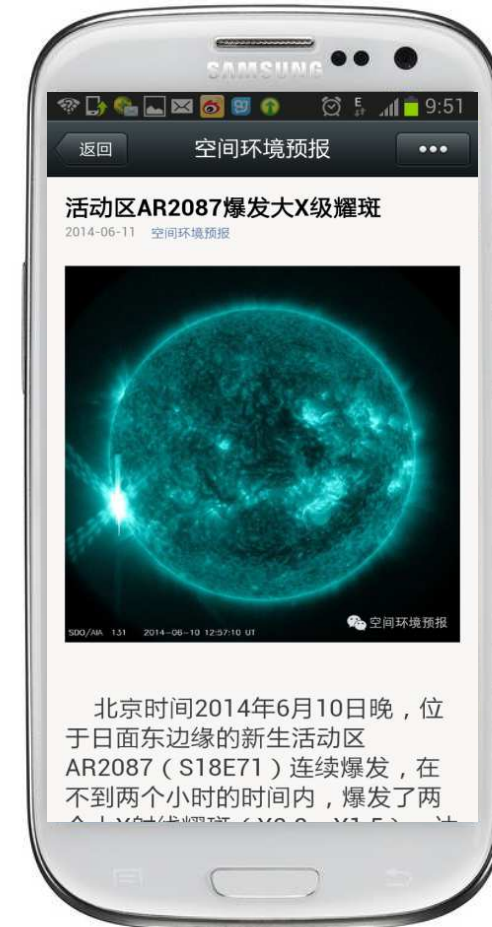 SAMSUNG
9:51
返回
空间环境预报
活动区AR2087爆发大X级耀斑
2014-06-11 空间环境预报
空间环境预报
SDO/AIA 131 2014-06-10 12:57:10 UT
北京时间2014年6月10日晚，位
于日面东边缘的新生活动区
AR2087（S18E71）连续爆发，在
不到两个小时的时间内，爆发了两